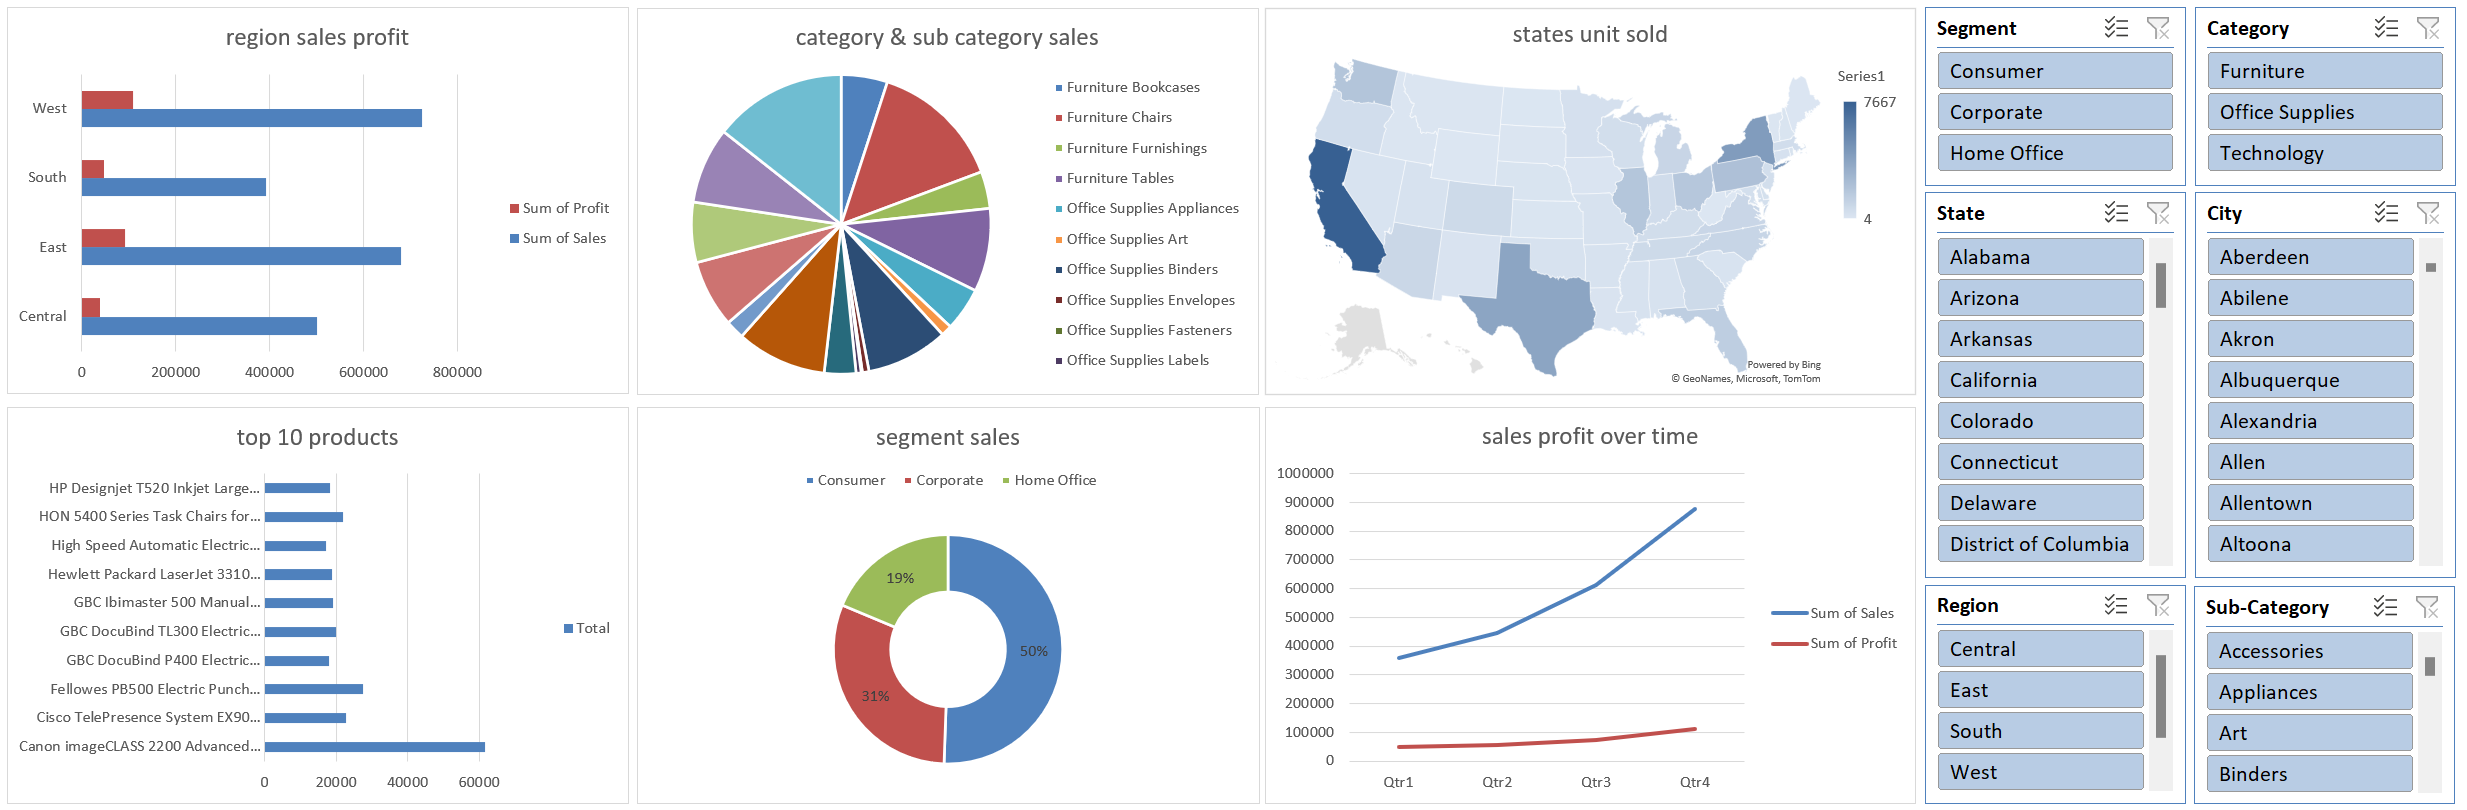 region sales profit
West
South
East
Central
0
200000
400000
600000
800000
Sum of Profit
Sum of Sales
category & sub category sales
Furniture Bookcases
Furniture Chairs
Furniture Furnishings
Furniture Tables
Office Supplies Appliances
Office Supplies Art
Office Supplies Binders
Office Supplies Envelopes
Office Supplies Fasteners
Office Supplies Labels
states unit sold
Series1
7667
4
Powered by Bing
© GeoNames, Microsoft, TomTom
top 10 products
HP Designjet T520 Inkjet Large...
HON 5400 Series Task Chairs for...
High Speed Automatic Electric...
Hewlett Packard LaserJet 3310...
GBC Ibimaster 500 Manual...
GBC DocuBind TL300 Electric...
GBC DocuBind P400 Electric...
Fellowes PB500 Electric Punch...
Cisco TelePresence System EX90...
Canon imageCLASS 2200 Advanced...
0
20000
40000
60000
Total
segment sales
Consumer
Corporate
Home Office
19%
50%
31%
sales profit over time
1000000
900000
800000
700000
600000
500000
400000
300000
200000
100000
0
Qtr1
Qtr2
Qtr3
Qtr4
Sum of Sales
Sum of Profit
Segment
Consumer
Corporate
Home Office
Category
Furniture
Office Supplies
Technology
State
Alabama
Arizona
Arkansas
California
Colorado
Connecticut
Delaware
District of Columbia
City
Aberdeen
Abilene
Akron
Albuquerque
Alexandria
Allen
Allentown
Altoona
Region
Central
East
South
West
Sub-Category
Accessories
Appliances
Art
Binders